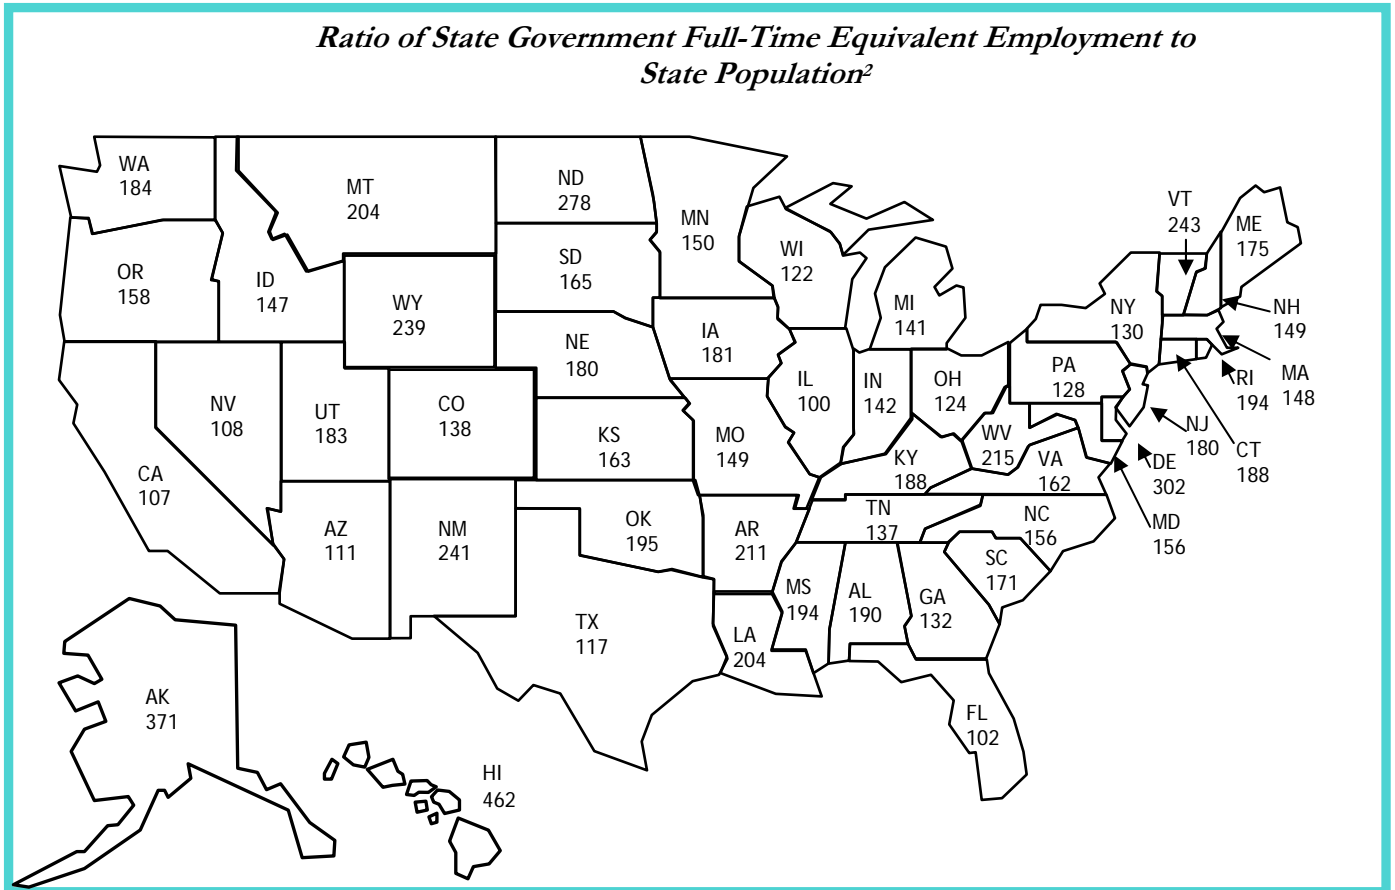 Ratio of State Government Full-Time Equivalent Employment to
State Population²
WA
184
MT
204
ND
278
MN
150
VT
243
ME
175
OR
158
ID
147
WY
239
SD
165
WI
122
MI
141
NY
130
NH
149
NE
180
IA
181
IL
100
IN
142
OH
124
PA
128
RI
194
MA
148
NV
108
UT
183
CO
138
KS
163
MO
149
KY
188
WV
215
VA
162
NJ
180
CT
188
DE
302
MD
156
CA
107
AZ
111
NM
241
OK
195
AR
211
TN
137
NC
156
SC
171
TX
117
LA
204
MS
194
AL
190
GA
132
FL
102
AK
371
HI
462